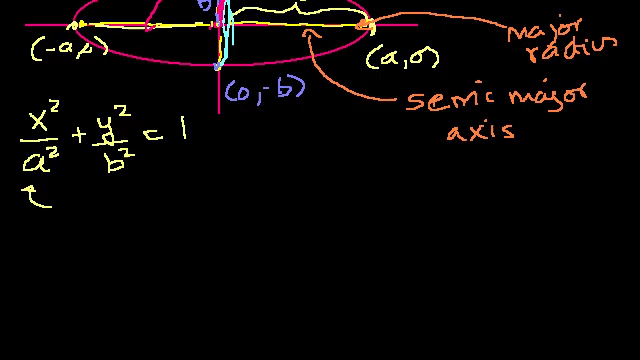 b
(-a,0)
(a,0)
major
radius
(0,-b)
semi major
axis
x²/a² + y²/b² = 1